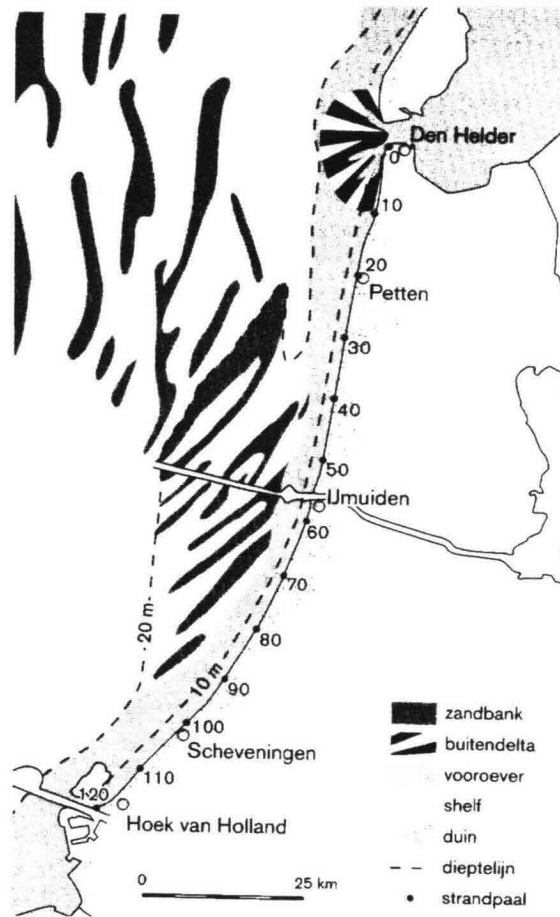 Den Helder
0
10
20
Petten
30
40
50
IJmuiden
60
70
80
20 m
10 m
90
100
Scheveningen
110
120
Hoek van Holland
zandbank
buitendelta
vooroever
shelf
duin
dieptelijn
strandpaal
0 25 km